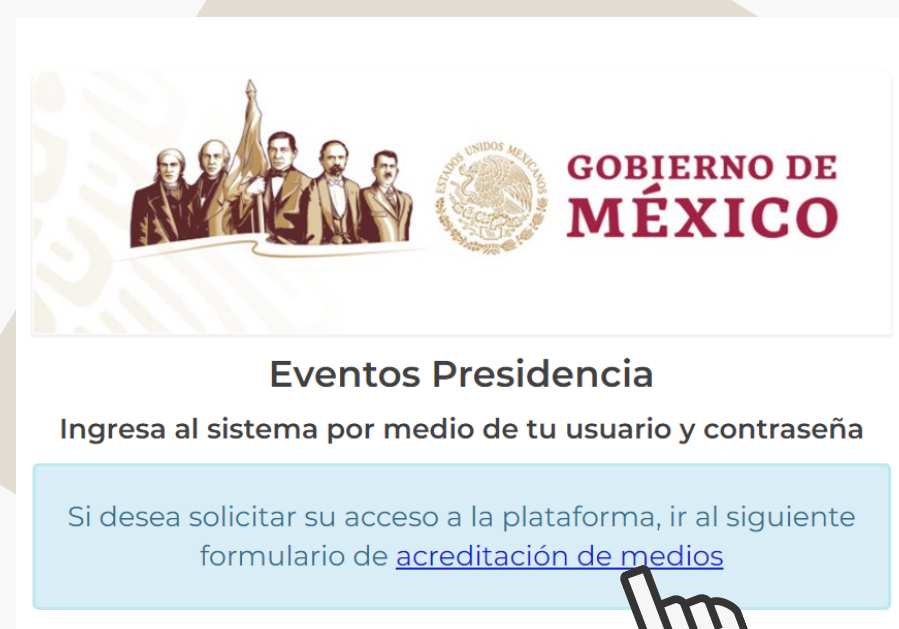 ESTADOS UNIDOS MEXICANOS
GOBIERNO DE
MÉXICO
Eventos Presidencia
Ingresa al sistema por medio de tu usuario y contraseña
Si desea solicitar su acceso a la plataforma, ir al siguiente
formulario de acreditación de medios